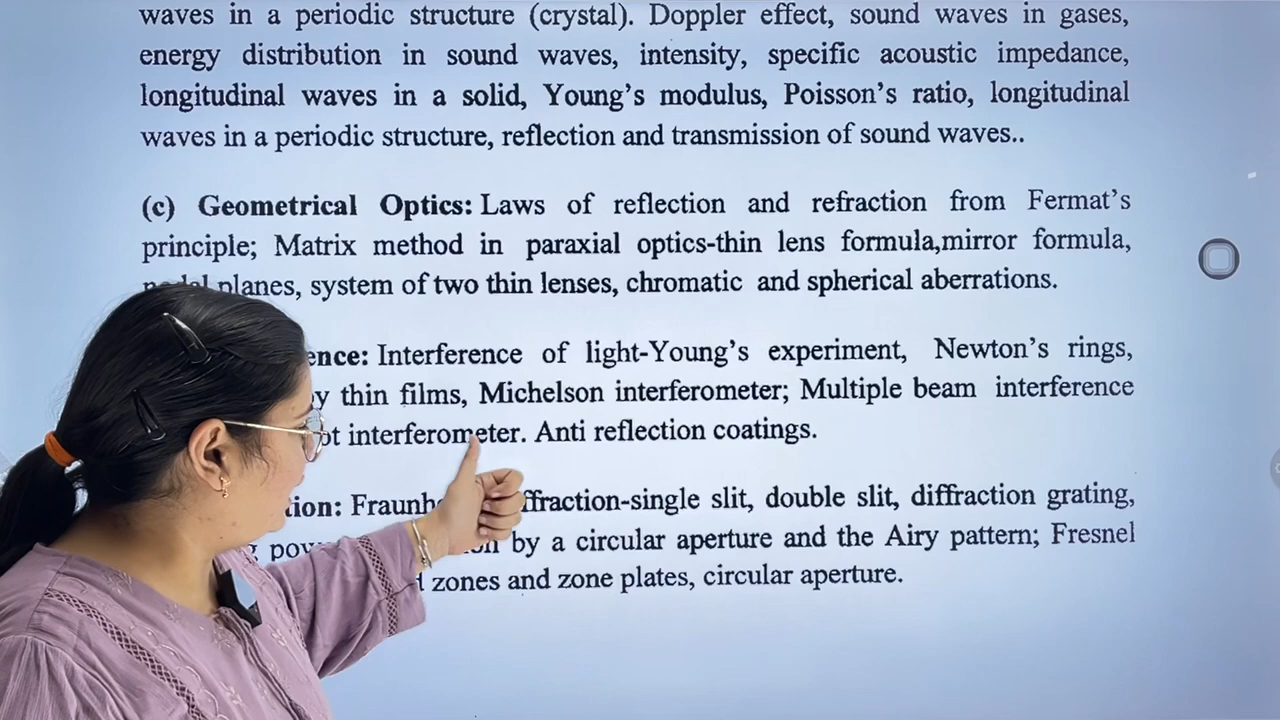 waves in a periodic structure (crystal). Doppler effect, sound waves in gases,
energy distribution in sound waves, intensity, specific acoustic impedance,
longitudinal waves in a solid, Young's modulus, Poisson's ratio, longitudinal
waves in a periodic structure, reflection and transmission of sound waves..
(c) Geometrical Optics: Laws of reflection and refraction from Fermat's
principle; Matrix method in paraxial optics-thin lens formula,mirror formula,
planes, system of two thin lenses, chromatic and spherical aberrations.
Interference of light-Young's experiment, Newton's rings,
thin films, Michelson interferometer; Multiple beam interference
interferometer. Anti reflection coatings.
single slit, double slit, diffraction grating,
by a circular aperture and the Airy pattern; Fresnel
zones and zone plates, circular aperture.